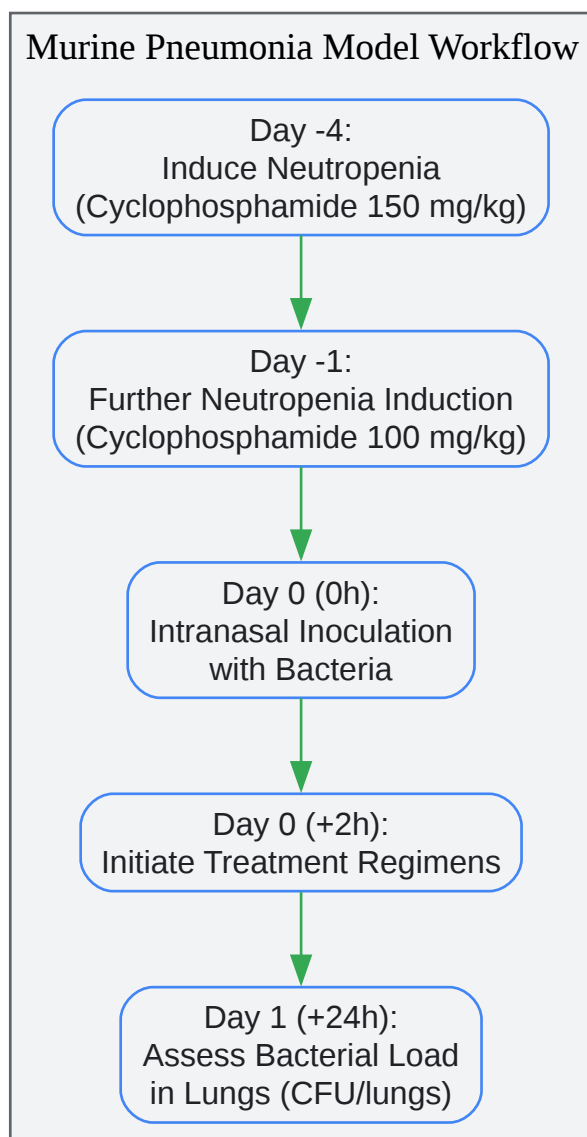 Murine Pneumonia Model Workflow
Day -4:
Induce Neutropenia
(Cyclophosphamide 150 mg/kg)
Day -1:
Further Neutropenia Induction
(Cyclophosphamide 100 mg/kg)
Day 0 (0h):
Intranasal Inoculation
with Bacteria
Day 0 (+2h):
Initiate Treatment Regimens
Day 1 (+24h):
Assess Bacterial Load
in Lungs (CFU/lungs)